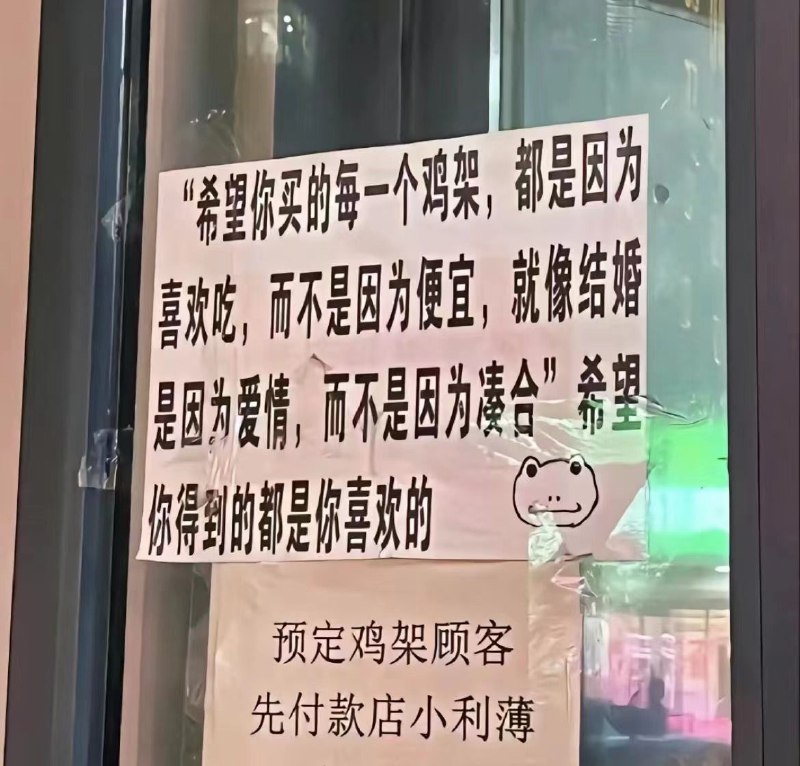 “希望你买的每一个鸡架，都是因为
喜欢吃，而不是因为便宜，就像结婚
是因为爱情，而不是因为凑合”希望
你得到的都是你喜欢的
预定鸡架顾客
先付款店小利薄